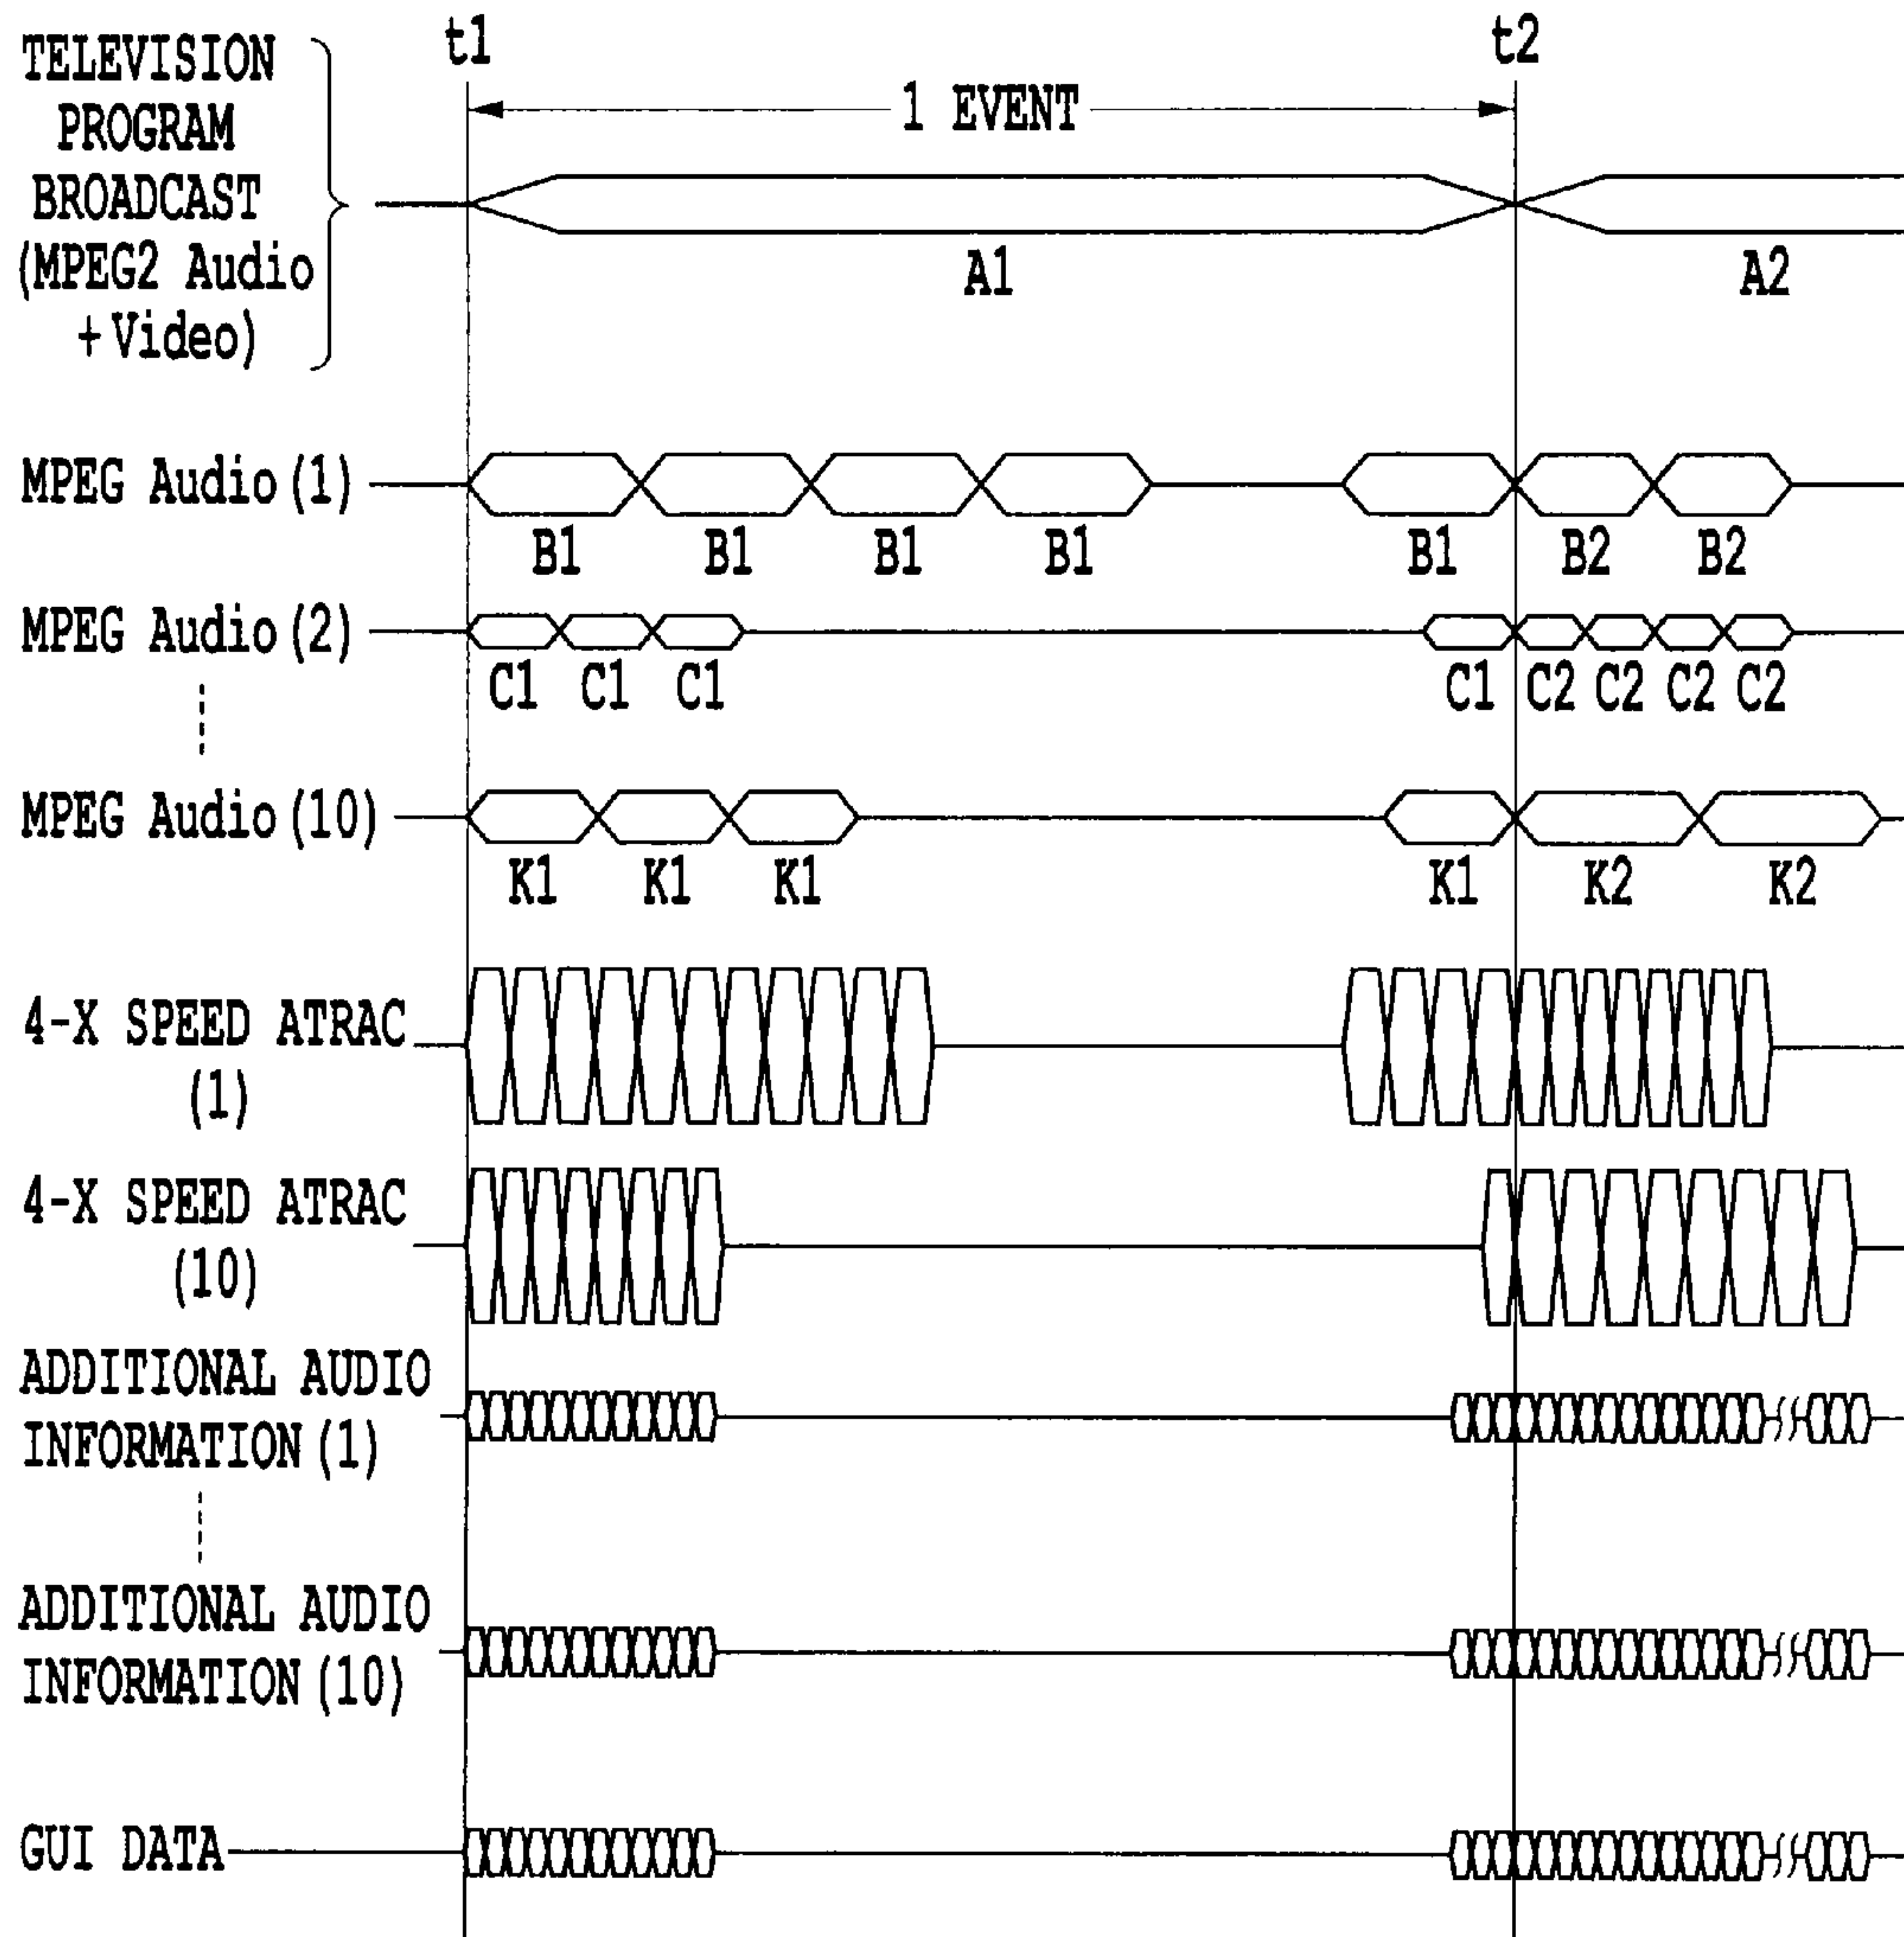 t1 t2
TELEVISION
PROGRAM
BROADCAST
(MPEG2 Audio
+Video)
1 EVENT
A1 A2
MPEG Audio (1)
B1 B1 B1 B1 B1 B2 B2
MPEG Audio (2)
C1 C1 C1 C1 C2 C2 C2 C2
MPEG Audio (10)
K1 K1 K1 K1 K2 K2
4-X SPEED ATRAC
(1)
4-X SPEED ATRAC
(10)
ADDITIONAL AUDIO
INFORMATION (1)
ADDITIONAL AUDIO
INFORMATION (10)
GUI DATA